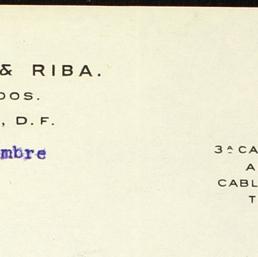 & RIBA.
DOS.
, D. F.
mbre
3ª CA
A
CABL
T